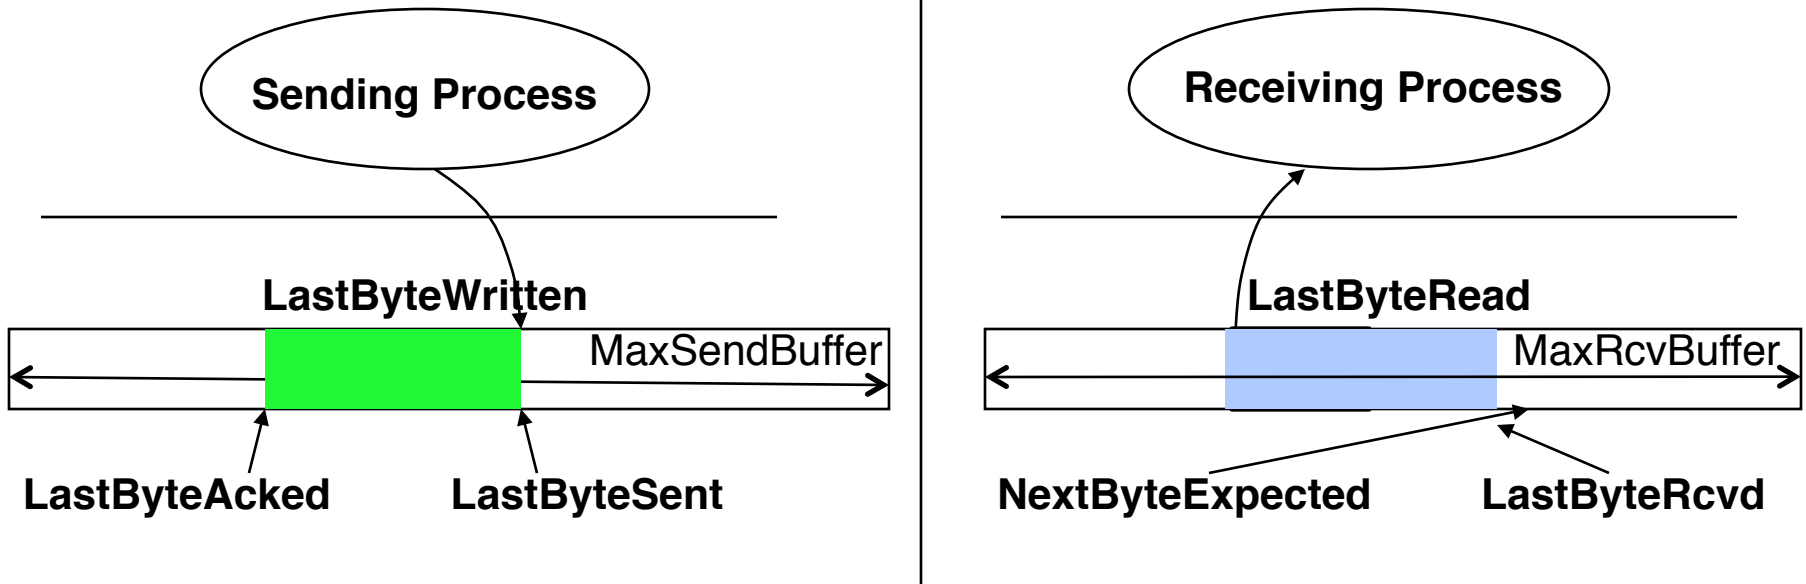 Sending Process
LastByteWritten
MaxSendBuffer
LastByteAcked
LastByteSent
Receiving Process
LastByteRead
MaxRcvBuffer
NextByteExpected
LastByteRcvd